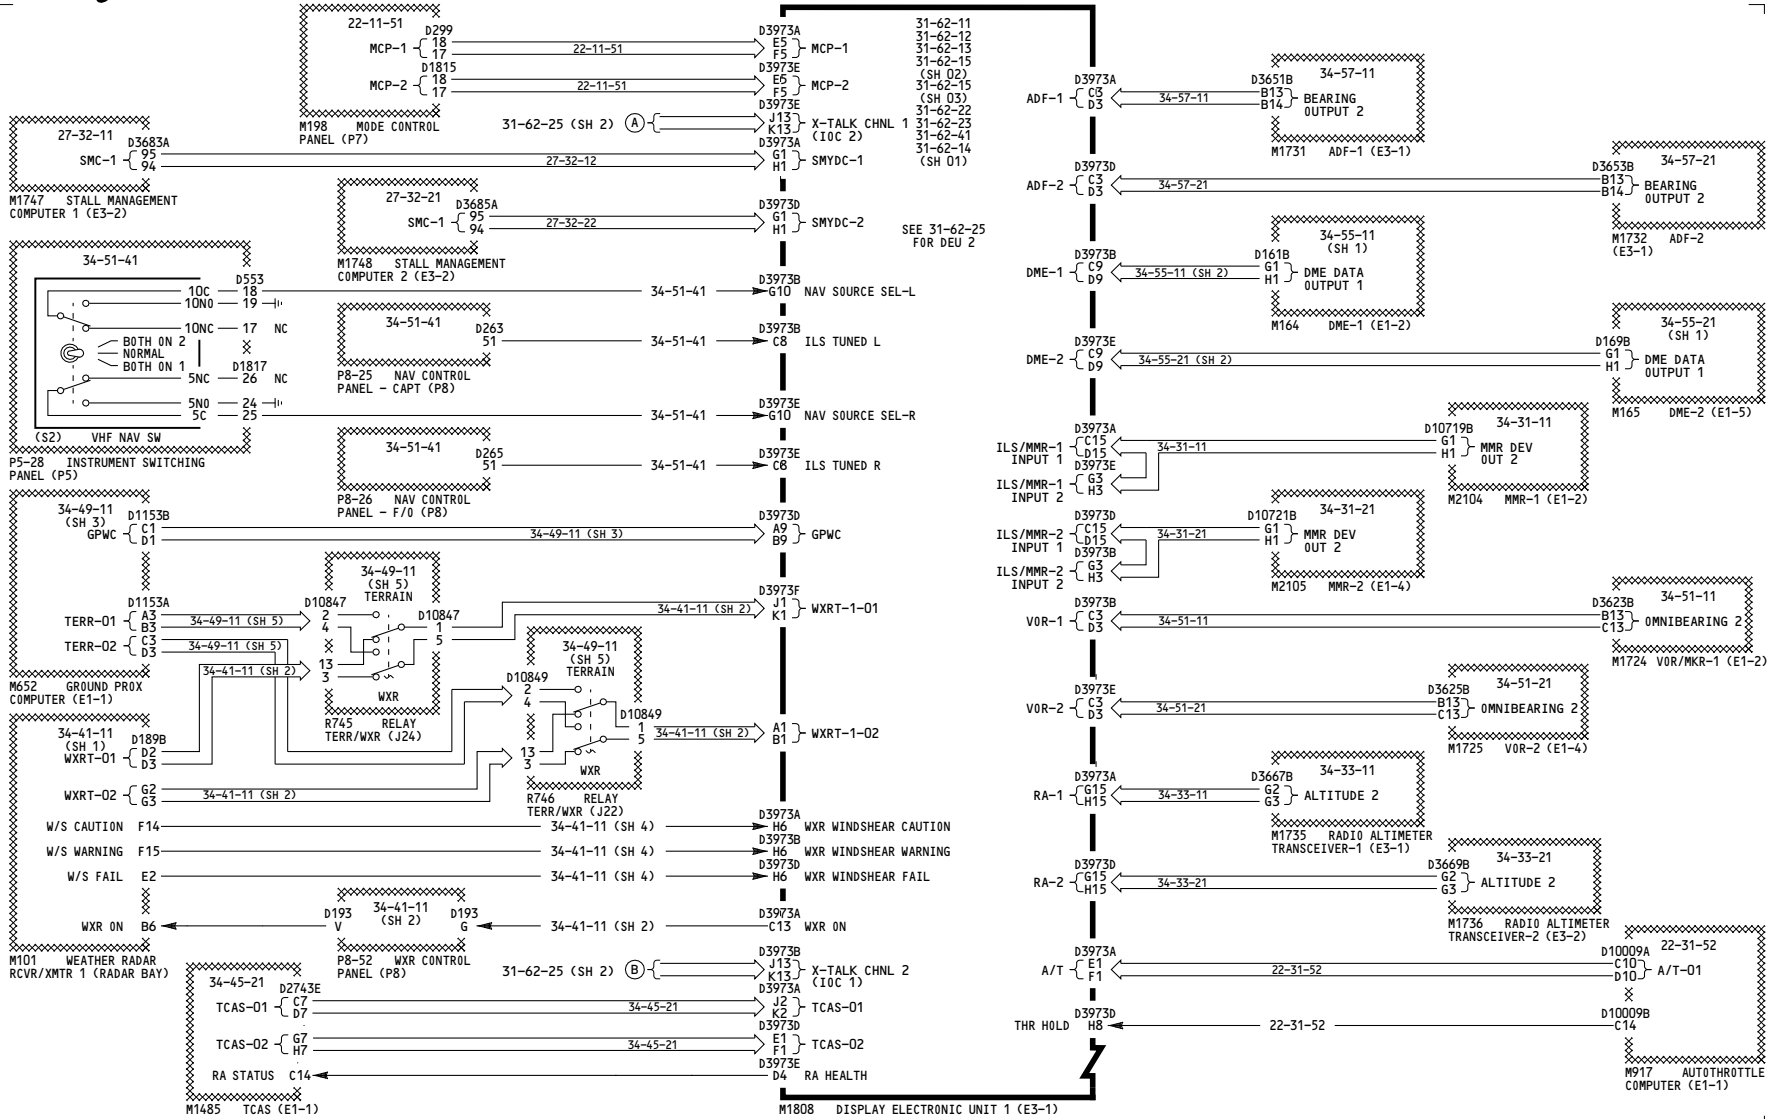 22-11-51
D299
MCP-1 { 18
17
22-11-51
D3973A
E5
F5 } MCP-1
D1815
MCP-2 { 18
17
22-11-51
D3973E
E5
F5 } MCP-2
M198 MODE CONTROL
PANEL (P7)
31-62-25 (SH 2) A
D3973E
J13
K13 } X-TALK CHNL 1
(IOC 2)
27-32-11
D3683A
SMC-1 { 95
94
27-32-12
D3973A
G1
H1 } SMYDC-1
M1747 STALL MANAGEMENT
COMPUTER 1 (E3-2)
27-32-21
D3685A
SMC-1 { 95
94
27-32-22
D3973D
G1
H1 } SMYDC-2
M1748 STALL MANAGEMENT
COMPUTER 2 (E3-2)
34-51-41
D553
10C 18
34-51-41
D3973B
G10 NAV SOURCE SEL-L
10NO 19
10NC 17 NC
BOTH ON 2
NORMAL
BOTH ON 1
D1817
5NC 26 NC
5NO 24
5C 25
34-51-41
D3973E
G10 NAV SOURCE SEL-R
(S2) VHF NAV SW
P5-28 INSTRUMENT SWITCHING
PANEL (P5)
34-51-41
D263
51
34-51-41
D3973B
C8 ILS TUNED L
P8-25 NAV CONTROL
PANEL - CAPT (P8)
34-51-41
D265
51
34-51-41
D3973E
C8 ILS TUNED R
P8-26 NAV CONTROL
PANEL - F/O (P8)
34-49-11
(SH 3)
D1153B
GPWC { C1
D1
34-49-11 (SH 3)
D3973D
A9
B9 } GPWC
D1153A
TERR-01 { A3
B3
34-49-11 (SH 5)
TERR-02 { C3
D3
34-49-11 (SH 5)
34-41-11 (SH 2)
M652 GROUND PROX
COMPUTER (E1-1)
34-49-11
(SH 5)
TERRAIN
D10847
2
4
13
3
D10847
1
5
WXR
R745 RELAY
TERR/WXR (J24)
34-41-11 (SH 2)
D3973F
J1
K1 } WXRT-1-01
34-49-11
(SH 5)
TERRAIN
D10849
2
4
13
3
D10849
1
5
WXR
R746 RELAY
TERR/WXR (J22)
34-41-11 (SH 2)
A1
B1 } WXRT-1-02
34-41-11
(SH 1)
D189B
WXRT-01 { D2
D3
WXRT-02 { G2
G3
34-41-11 (SH 2)
W/S CAUTION F14
34-41-11 (SH 4)
D3973A
H6 WXR WINDSHEAR CAUTION
W/S WARNING F15
34-41-11 (SH 4)
D3973B
H6 WXR WINDSHEAR WARNING
W/S FAIL E2
34-41-11 (SH 4)
D3973D
H6 WXR WINDSHEAR FAIL
WXR ON B6
D193
V
34-41-11
(SH 2)
D193
G
34-41-11 (SH 2)
D3973A
C13 WXR ON
M101 WEATHER RADAR
RCVR/XMTR 1 (RADAR BAY)
P8-52 WXR CONTROL
PANEL (P8)
31-62-25 (SH 2) B
D3973B
J13
K13 } X-TALK CHNL 2
(IOC 1)
34-45-21
D2743E
TCAS-01 { C7
D7
34-45-21
D3973A
J2
K2 } TCAS-01
TCAS-02 { G7
H7
34-45-21
D3973D
E1
F1 } TCAS-02
RA STATUS C14
D3973E
D4 RA HEALTH
M1485 TCAS (E1-1)
M1808 DISPLAY ELECTRONIC UNIT 1 (E3-1)
31-62-11
31-62-12
31-62-13
31-62-15
(SH 02)
31-62-15
(SH 03)
31-62-22
31-62-23
31-62-41
31-62-14
(SH 01)
SEE 31-62-25
FOR DEU 2
D3973A
ADF-1 { C3
D3
34-57-11
D3651B
B13
B14 } BEARING
OUTPUT 2
34-57-11
M1731 ADF-1 (E3-1)
D3973D
ADF-2 { C3
D3
34-57-21
D3653B
B13
B14 } BEARING
OUTPUT 2
34-57-21
M1732 ADF-2
(E3-1)
D3973B
DME-1 { C9
D9
34-55-11 (SH 2)
34-55-11
(SH 1)
D161B
G1
H1 } DME DATA
OUTPUT 1
M164 DME-1 (E1-2)
D3973E
DME-2 { C9
D9
34-55-21 (SH 2)
34-55-21
(SH 1)
D169B
G1
H1 } DME DATA
OUTPUT 1
M165 DME-2 (E1-5)
D3973A
ILS/MMR-1
INPUT 1 { C15
D15
34-31-11
D10719B
G1
H1 } MMR DEV
OUT 2
34-31-11
D3973E
ILS/MMR-1
INPUT 2 { G3
H3
M2104 MMR-1 (E1-2)
D3973D
ILS/MMR-2
INPUT 1 { C15
D15
34-31-21
D10721B
G1
H1 } MMR DEV
OUT 2
34-31-21
D3973B
ILS/MMR-2
INPUT 2 { G3
H3
M2105 MMR-2 (E1-4)
D3973B
VOR-1 { C3
D3
34-51-11
D3623B
B13
C13 } OMNIBEARING 2
34-51-11
M1724 VOR/MKR-1 (E1-2)
D3973E
VOR-2 { C3
D3
34-51-21
D3625B
B13
C13 } OMNIBEARING 2
34-51-21
M1725 VOR-2 (E1-4)
D3973A
RA-1 { G15
H15
34-33-11
D3667B
G2
G3 } ALTITUDE 2
34-33-11
M1735 RADIO ALTIMETER
TRANSCEIVER-1 (E3-1)
D3973D
RA-2 { G15
H15
34-33-21
D3669B
G2
G3 } ALTITUDE 2
34-33-21
M1736 RADIO ALTIMETER
TRANSCEIVER-2 (E3-2)
D3973A
A/T { E1
F1
22-31-52
D10009A
C10
D10 } A/T-01
22-31-52
D3973D
THR HOLD H8
22-31-52
D10009B
C14
M917 AUTOTHROTTLE
COMPUTER (E1-1)